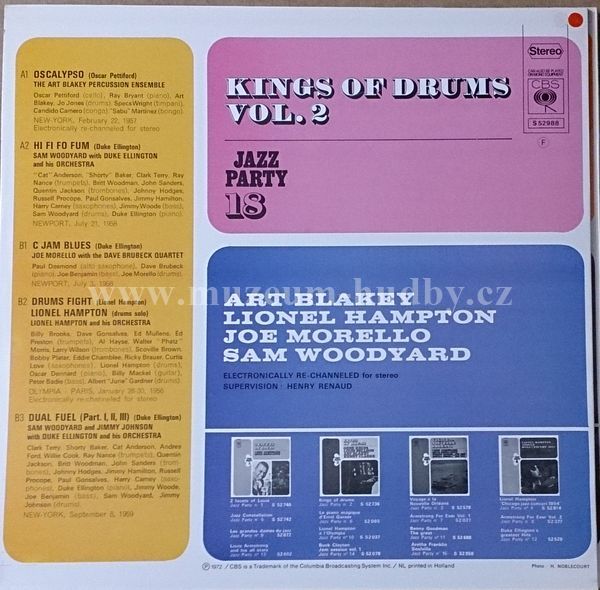 A1 OSCALYPSO (Oscar Pettiford)
THE ART BLAKEY PERCUSSION ENSEMBLE
Oscar Pettiford (cello), Ray Bryant (piano), Art
Blakey, Jo Jones (drums), Specs Wright (timpani),
Candido Camero (conga), "Sabu" Martinez (bongo).
NEW-YORK, February 22, 1957
Electronically re-channeled for stereo
A2 HI FI FO FUM (Duke Ellington)
SAM WOODYARD with DUKE ELLINGTON
and his ORCHESTRA
"Cat" Anderson, "Shorty" Baker, Clark Terry, Ray
Nance (trumpets), Britt Woodman, John Sanders,
Quentin Jackson (trombones), Johnny Hodges,
Russell Procope, Paul Gonsalves, Jimmy Hamilton,
Harry Carney (saxophones), Jimmy Woode (bass),
Sam Woodyard (drums), Duke Ellington (piano).
NEWPORT, July 21, 1958
B1 C JAM BLUES (Duke Ellington)
JOE MORELLO with the DAVE BRUBECK QUARTET
Paul Desmond (alto-saxophone), Dave Brubeck
(piano), Joe Benjamin (bass), Joe Morello (drums).
NEWPORT, July 3, 1958
B2 DRUMS FIGHT (Lionel Hampton)
LIONEL HAMPTON (drums solo)
LIONEL HAMPTON and his ORCHESTRA
Billy Brooks, Dave Gonsalves, Ed Mullens, Ed
Preston (trumpets), Al Hayse, Walter "Phatz"
Morris, Larry Wilson (trombones), Scoville Brown,
Bobby Plater, Eddie Chamblee, Ricky Brauer, Curtis
Love (saxophones), Lionel Hampton (drums),
Oscar Dennard (piano), Billy Mackel (guitar),
Peter Badie (bass), Albert "June" Gardner (drums).
OLYMPIA - PARIS, January 28-30, 1956
Electronically re-channeled for stereo
B3 DUAL FUEL (Part. I, II, III) (Duke Ellington)
SAM WOODYARD and JIMMY JOHNSON
with DUKE ELLINGTON and his ORCHESTRA
Clark Terry, Shorty Baker, Cat Anderson, Andres
Ford, Willie Cook, Ray Nance (trumpets), Quentin
Jackson, Britt Woodman, John Sanders (trombones),
Johnny Hodges, Jimmy Hamilton, Russell
Procope, Paul Gonsalves, Harry Carney (saxophones),
Duke Ellington (piano), Jimmy Woode,
Joe Benjamin (bass), Sam Woodyard, Jimmy
Johnson (drums).
NEW-YORK, September 8, 1959
KINGS OF DRUMS
VOL. 2
JAZZ
PARTY
18
Stereo
CAN ALSO BE PLAYED
ON MONO EQUIPMENT
CBS
S 52988
F
www.muzeum-hudby.cz
ART BLAKEY
LIONEL HAMPTON
JOE MORELLO
SAM WOODYARD
ELECTRONICALLY RE-CHANNELED for stereo
SUPERVISION : HENRY RENAUD
Ⓟ 1972 / CBS is a Trademark of the Columbia Broadcasting System Inc. / NL printed in Holland
Photo : H. NOBLECOURT